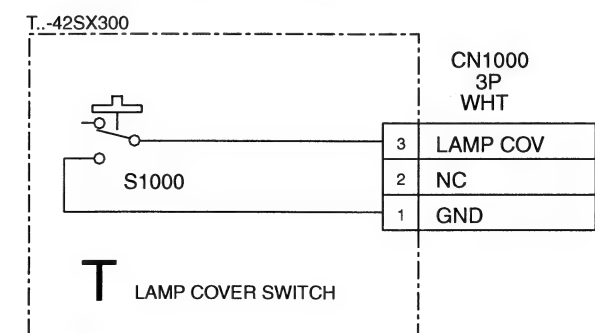 T..-42SX300
CN1000
3P
WHT
3 LAMP COV
2 NC
1 GND
S1000
T LAMP COVER SWITCH